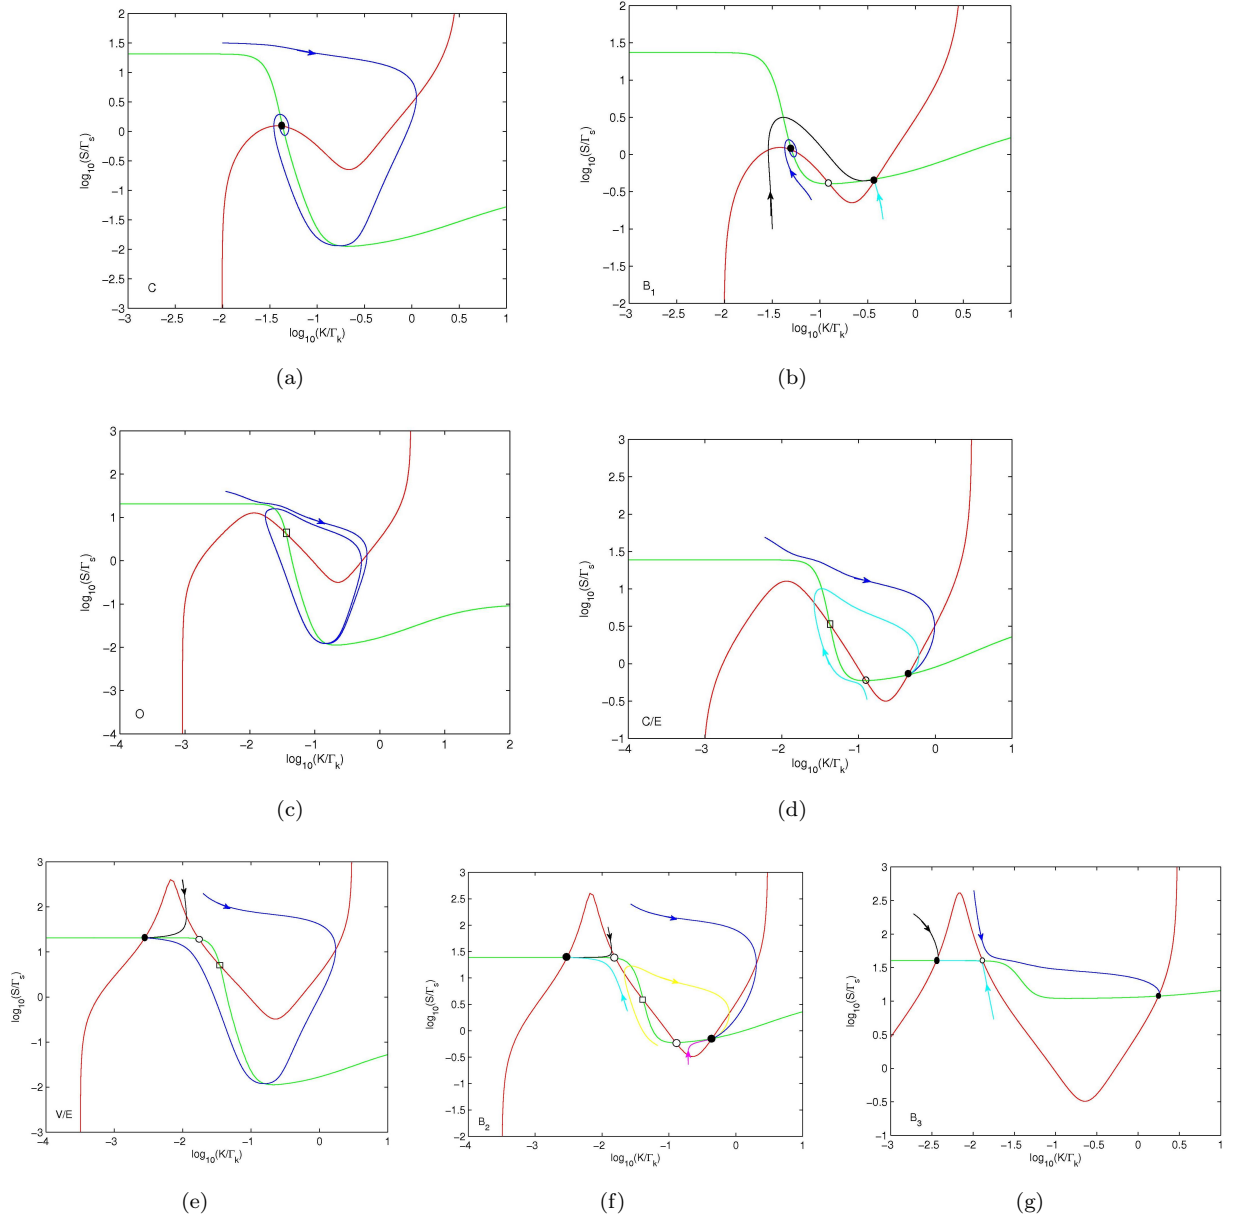 2
1.5
1
0.5
0
−0.5
−1
−1.5
−2
−2.5
−3
−3 −2.5 −2 −1.5 −1 −0.5 0 0.5 1
log10(S/Γs)
log10(K/Γk)
C
(a)
2
1.5
1
0.5
0
−0.5
−1
−1.5
−2
−3 −2.5 −2 −1.5 −1 −0.5 0 0.5 1
log10(S/Γs)
log10(K/Γk)
B1
(b)
3
2
1
0
−1
−2
−3
−4
−4 −3 −2 −1 0 1 2
log10(S/Γs)
log10(K/Γk)
O
(c)
3
2.5
2
1.5
1
0.5
0
−0.5
−1
−4 −3 −2 −1 0 1
log10(S/Γs)
log10(K/Γk)
C/E
(d)
3
2
1
0
−1
−2
−3
−4 −3 −2 −1 0 1
log10(S/Γs)
log10(K/Γk)
V/E
(e)
3
2.5
2
1.5
1
0.5
0
−0.5
−1
−1.5
−2
−4 −3 −2 −1 0 1
log10(S/Γs)
log10(K/Γk)
B2
(f)
3
2.5
2
1.5
1
0.5
0
−0.5
−1
−3 −2.5 −2 −1.5 −1 −0.5 0 0.5 1
log10(S/Γs)
log10(K/Γk)
B3
(g)